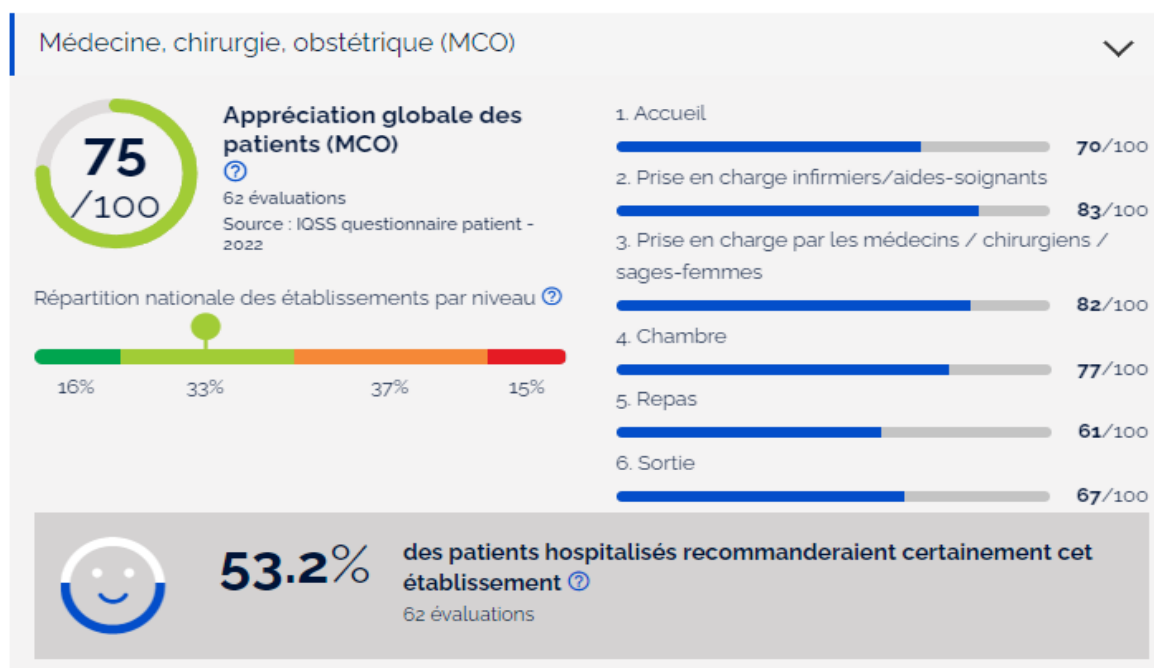 Médecine, chirurgie, obstétrique (MCO)
75
/100
Appréciation globale des
patients (MCO)
?
62 évaluations
Source : IQSS questionnaire patient -
2022
Répartition nationale des établissements par niveau ?
16% 33% 37% 15%
1. Accueil
70/100
2. Prise en charge infirmiers/aides-soignants
83/100
3. Prise en charge par les médecins / chirurgiens /
sages-femmes
82/100
4. Chambre
77/100
5. Repas
61/100
6. Sortie
67/100
53.2%
des patients hospitalisés recommanderaient certainement cet
établissement ?
62 évaluations